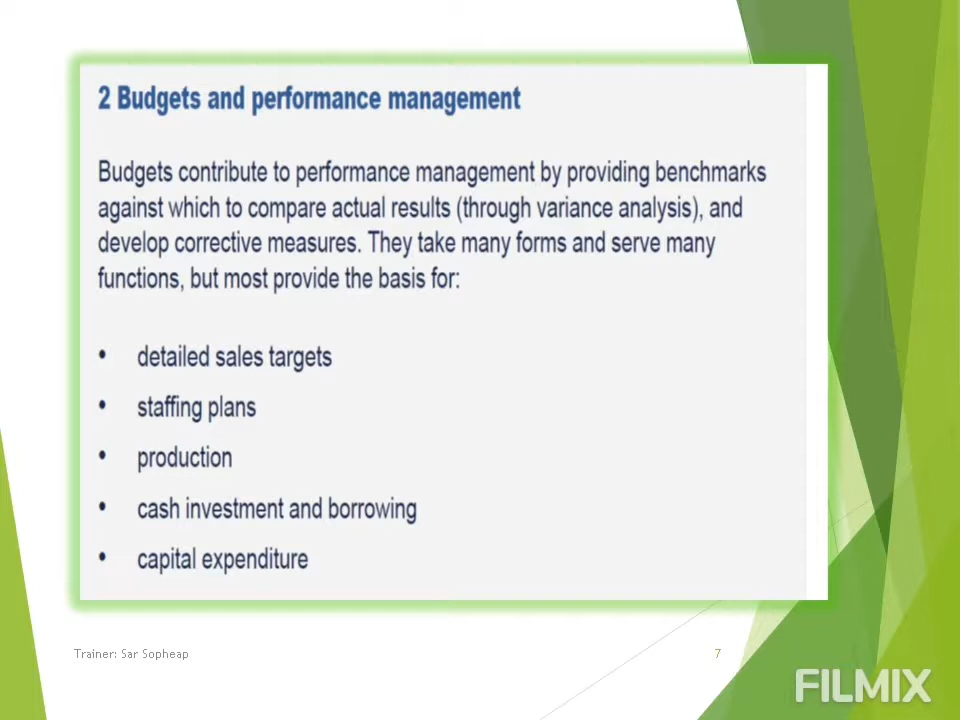 2 Budgets and performance management
Budgets contribute to performance management by providing benchmarks
against which to compare actual results (through variance analysis), and
develop corrective measures. They take many forms and serve many
functions, but most provide the basis for:
• detailed sales targets
• staffing plans
• production
• cash investment and borrowing
• capital expenditure
Trainer: Sar Sopheap
7
FILMIX